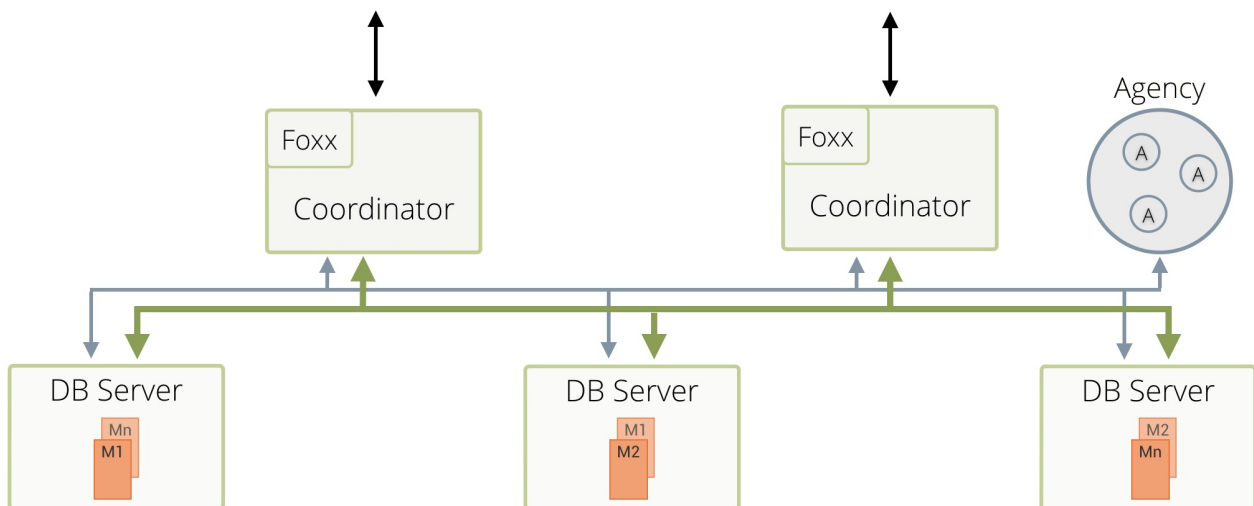 Agency
Foxx
Coordinator
Foxx
Coordinator
A
A
A
DB Server
Mn
M1
DB Server
M1
M2
DB Server
M2
Mn